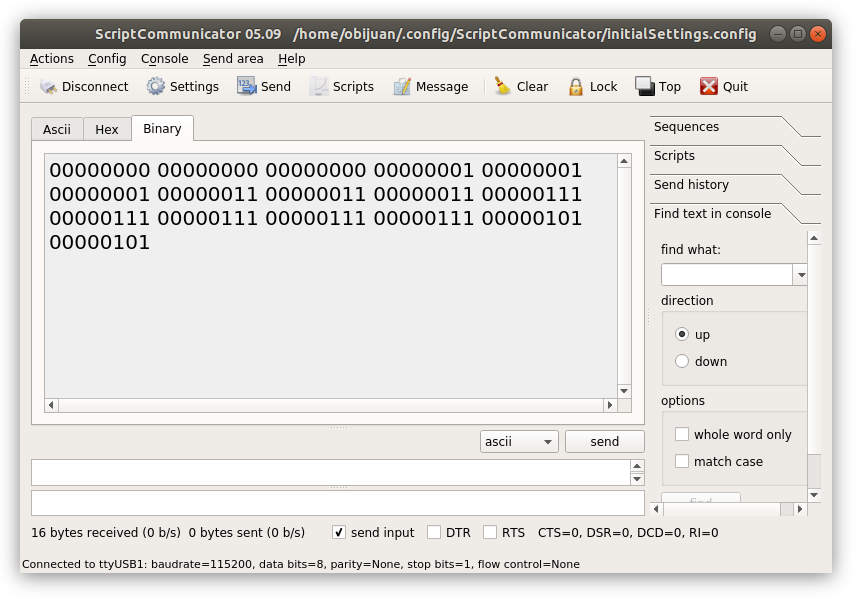 ScriptCommunicator 05.09 /home/obijuan/.config/ScriptCommunicator/initialSettings.config
Actions Config Console Send area Help
Disconnect Settings Send Scripts Message Clear Lock Top Quit
Ascii Hex Binary
00000000 00000000 00000000 00000001 00000001
00000001 00000011 00000011 00000011 00000111
00000111 00000111 00000111 00000111 00000101
00000101
Sequences
Scripts
Send history
Find text in console
find what:
direction
up
down
options
whole word only
match case
find
ascii send
16 bytes received (0 b/s) 0 bytes sent (0 b/s) send input DTR RTS CTS=0, DSR=0, DCD=0, RI=0
Connected to ttyUSB1: baudrate=115200, data bits=8, parity=None, stop bits=1, flow control=None